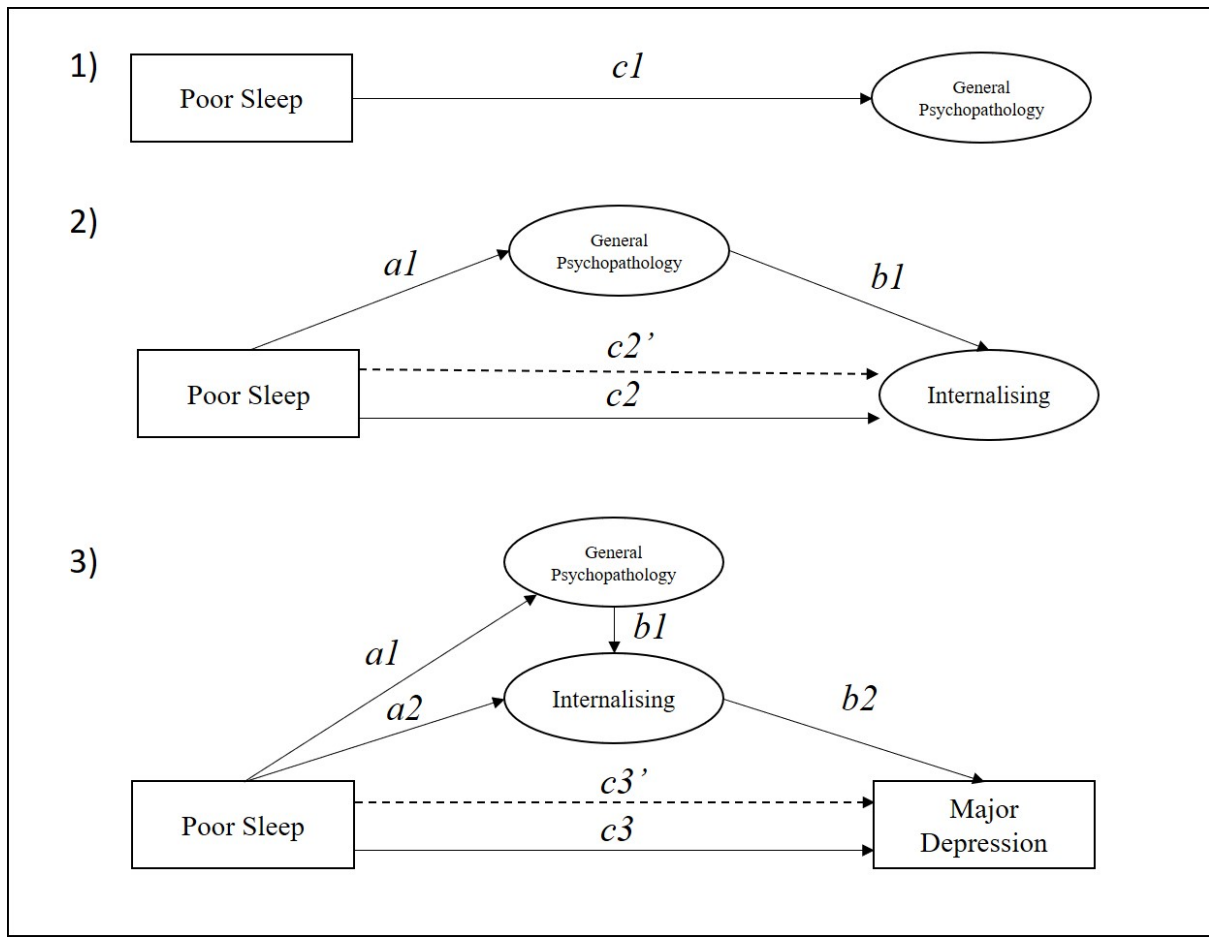 1)
c1
Poor Sleep
General
Psychopathology
2)
General
Psychopathology
a1
b1
c2’
Poor Sleep
c2
Internalising
3)
General
Psychopathology
a1
b1
a2
Internalising
b2
c3’
Poor Sleep
c3
Major
Depression